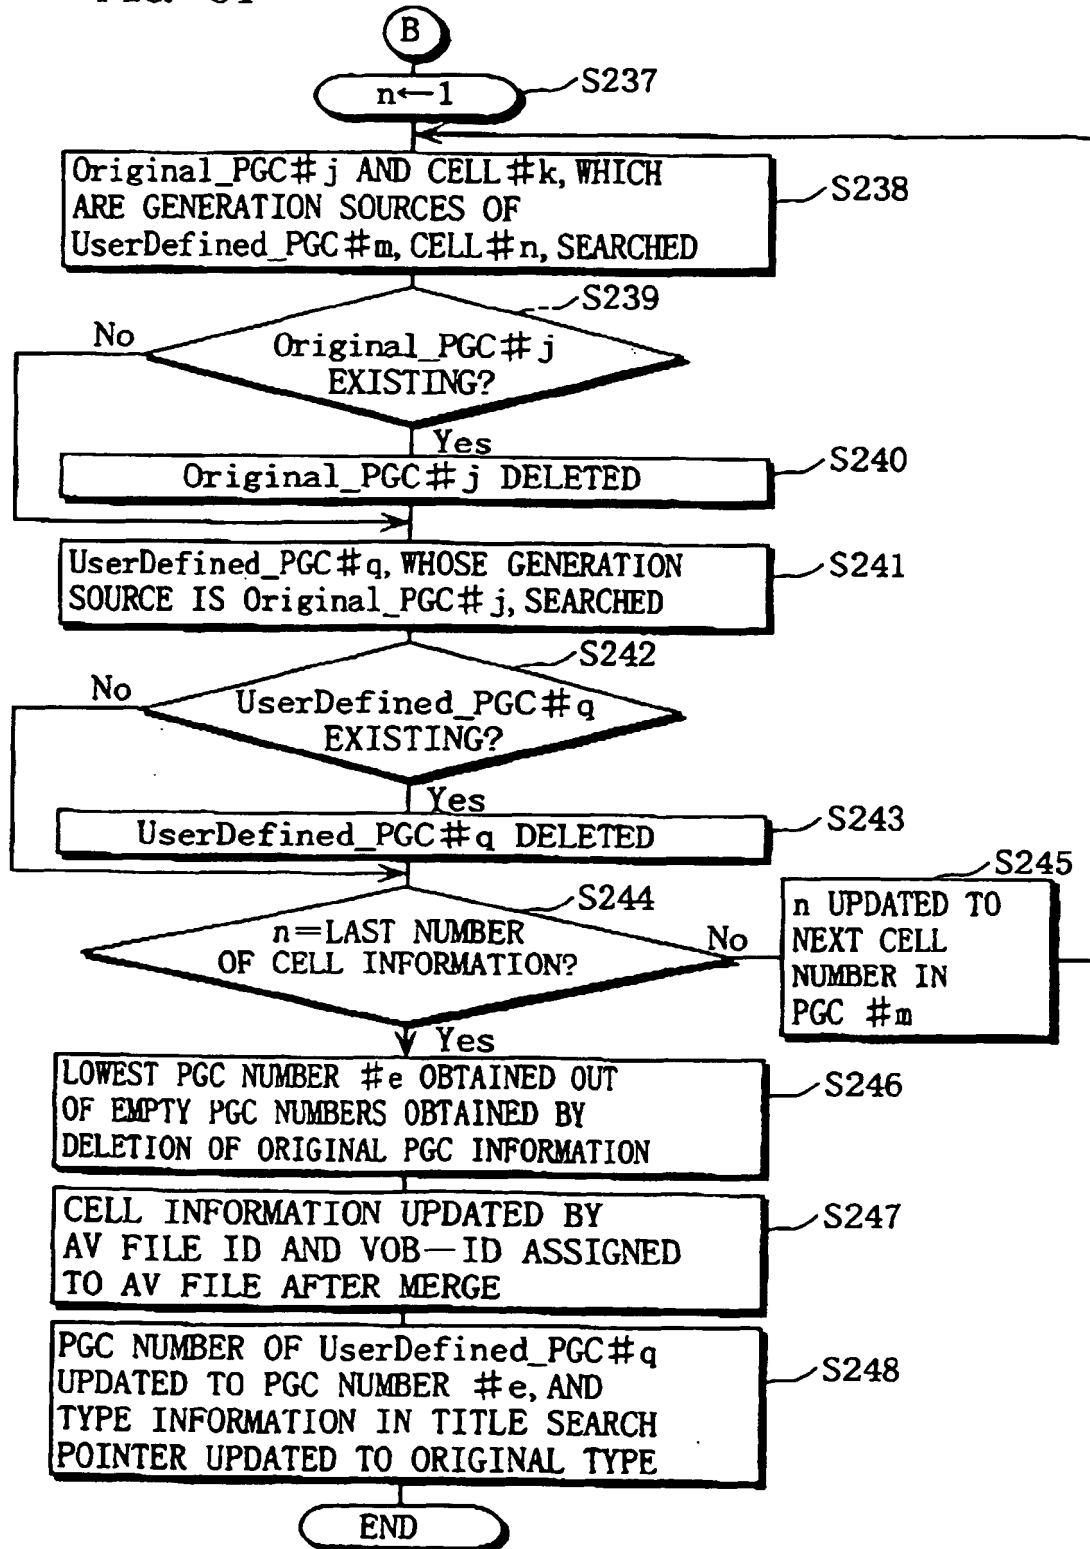 B
n←1
S237
Original_PGC#j AND CELL#k, WHICH
ARE GENERATION SOURCES OF
UserDefined_PGC#m, CELL#n, SEARCHED
S238
S239
No
Original_PGC#j
EXISTING?
Yes
Original_PGC#j DELETED
S240
UserDefined_PGC#q, WHOSE GENERATION
SOURCE IS Original_PGC#j, SEARCHED
S241
S242
No
UserDefined_PGC#q
EXISTING?
Yes
UserDefined_PGC#q DELETED
S243
S244
n=LAST NUMBER
OF CELL INFORMATION?
No
S245
n UPDATED TO
NEXT CELL
NUMBER IN
PGC #m
Yes
LOWEST PGC NUMBER #e OBTAINED OUT
OF EMPTY PGC NUMBERS OBTAINED BY
DELETION OF ORIGINAL PGC INFORMATION
S246
CELL INFORMATION UPDATED BY
AV FILE ID AND VOB-ID ASSIGNED
TO AV FILE AFTER MERGE
S247
PGC NUMBER OF UserDefined_PGC#q
UPDATED TO PGC NUMBER #e, AND
TYPE INFORMATION IN TITLE SEARCH
POINTER UPDATED TO ORIGINAL TYPE
S248
END